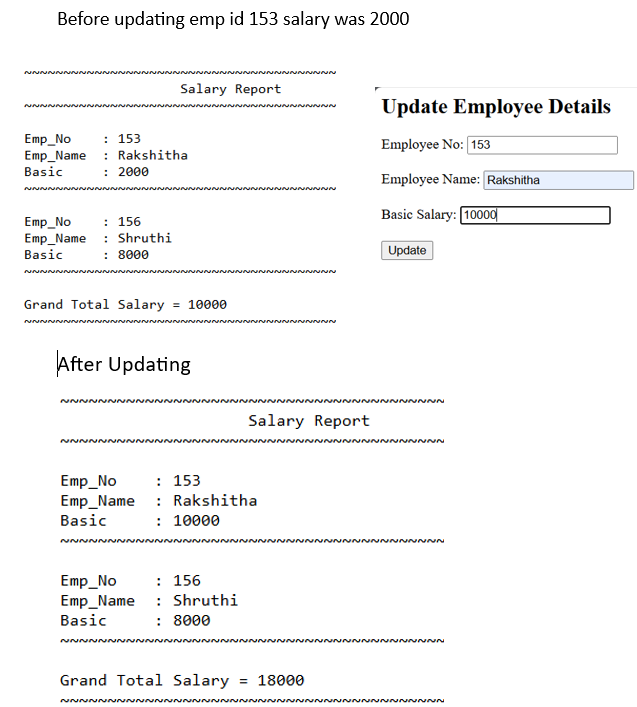 Before updating emp id 153 salary was 2000
~~~~~~~~~~~~~~~~~~~~~~~~~~~~~~~~~~~~~~~~
Salary Report
~~~~~~~~~~~~~~~~~~~~~~~~~~~~~~~~~~~~~~~~
Emp_No : 153
Emp_Name : Rakshitha
Basic : 2000
~~~~~~~~~~~~~~~~~~~~~~~~~~~~~~~~~~~~~~~~
Emp_No : 156
Emp_Name : Shruthi
Basic : 8000
~~~~~~~~~~~~~~~~~~~~~~~~~~~~~~~~~~~~~~~~
Grand Total Salary = 10000
~~~~~~~~~~~~~~~~~~~~~~~~~~~~~~~~~~~~~~~~
Update Employee Details
Employee No: 153
Employee Name: Rakshitha
Basic Salary: 10000
Update
After Updating
~~~~~~~~~~~~~~~~~~~~~~~~~~~~~~~~~~~~~~~~~
Salary Report
~~~~~~~~~~~~~~~~~~~~~~~~~~~~~~~~~~~~~~~~~
Emp_No : 153
Emp_Name : Rakshitha
Basic : 10000
~~~~~~~~~~~~~~~~~~~~~~~~~~~~~~~~~~~~~~~~~
Emp_No : 156
Emp_Name : Shruthi
Basic : 8000
~~~~~~~~~~~~~~~~~~~~~~~~~~~~~~~~~~~~~~~~~
Grand Total Salary = 18000
~~~~~~~~~~~~~~~~~~~~~~~~~~~~~~~~~~~~~~~~~